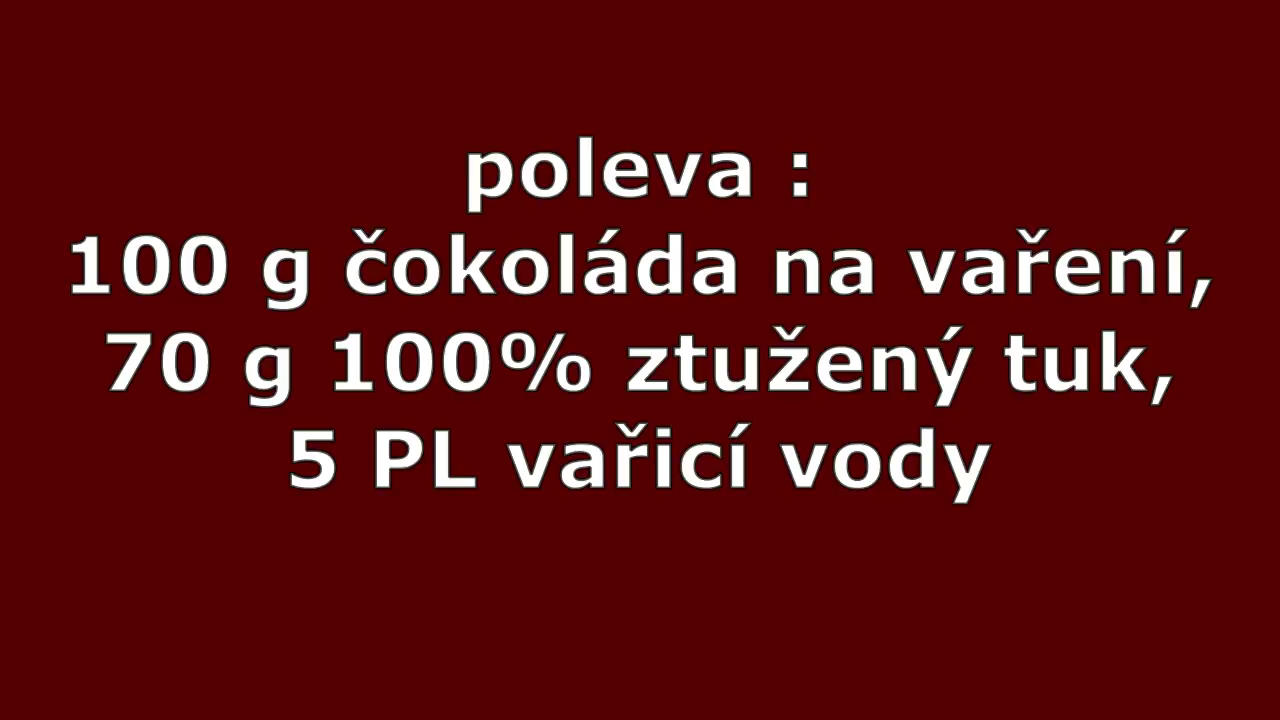 poleva :
100 g čokoláda na vaření,
70 g 100% ztužený tuk,
5 PL vařicí vody